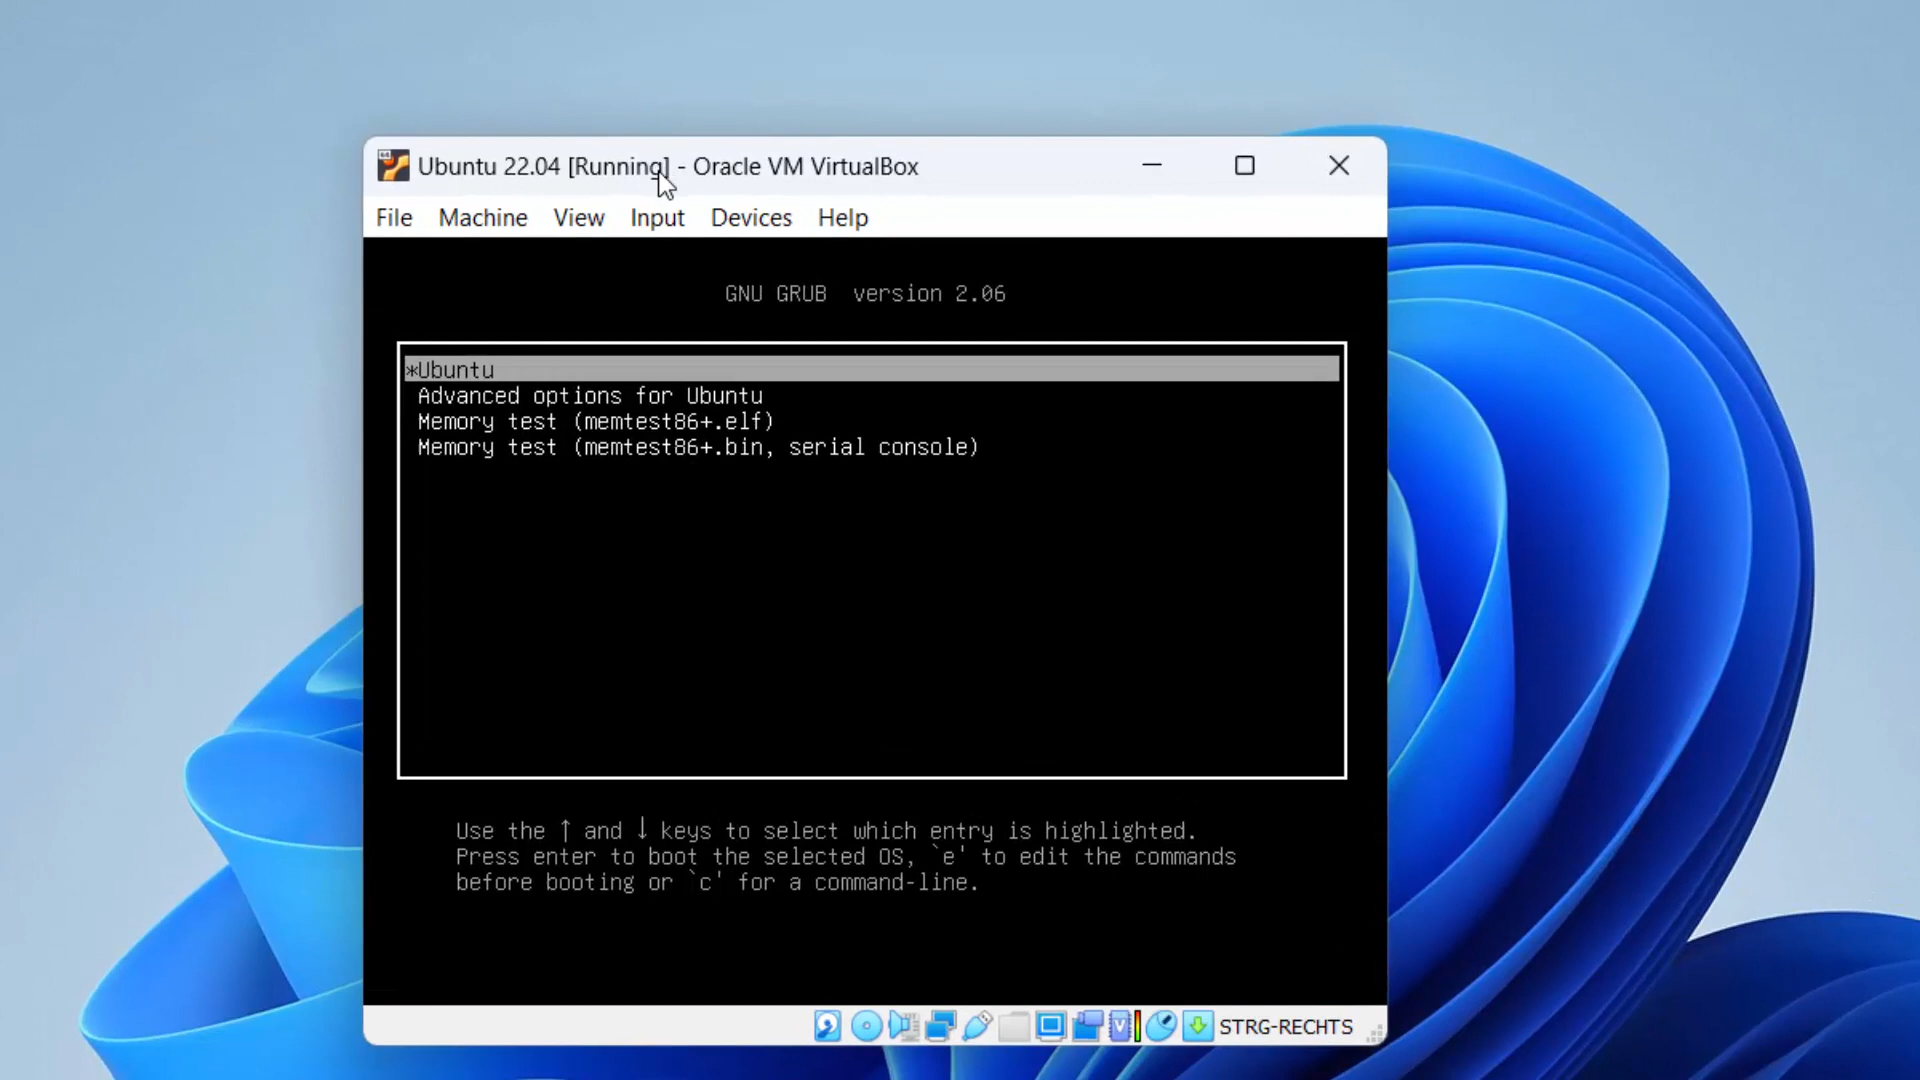 Ubuntu 22.04 [Running] - Oracle VM VirtualBox
File Machine View Input Devices Help
GNU GRUB version 2.06
*Ubuntu
Advanced options for Ubuntu
Memory test (memtest86+.elf)
Memory test (memtest86+.bin, serial console)
Use the ↑ and ↓ keys to select which entry is highlighted.
Press enter to boot the selected OS, `e' to edit the commands
before booting or `c' for a command-line.
STRG-RECHTS